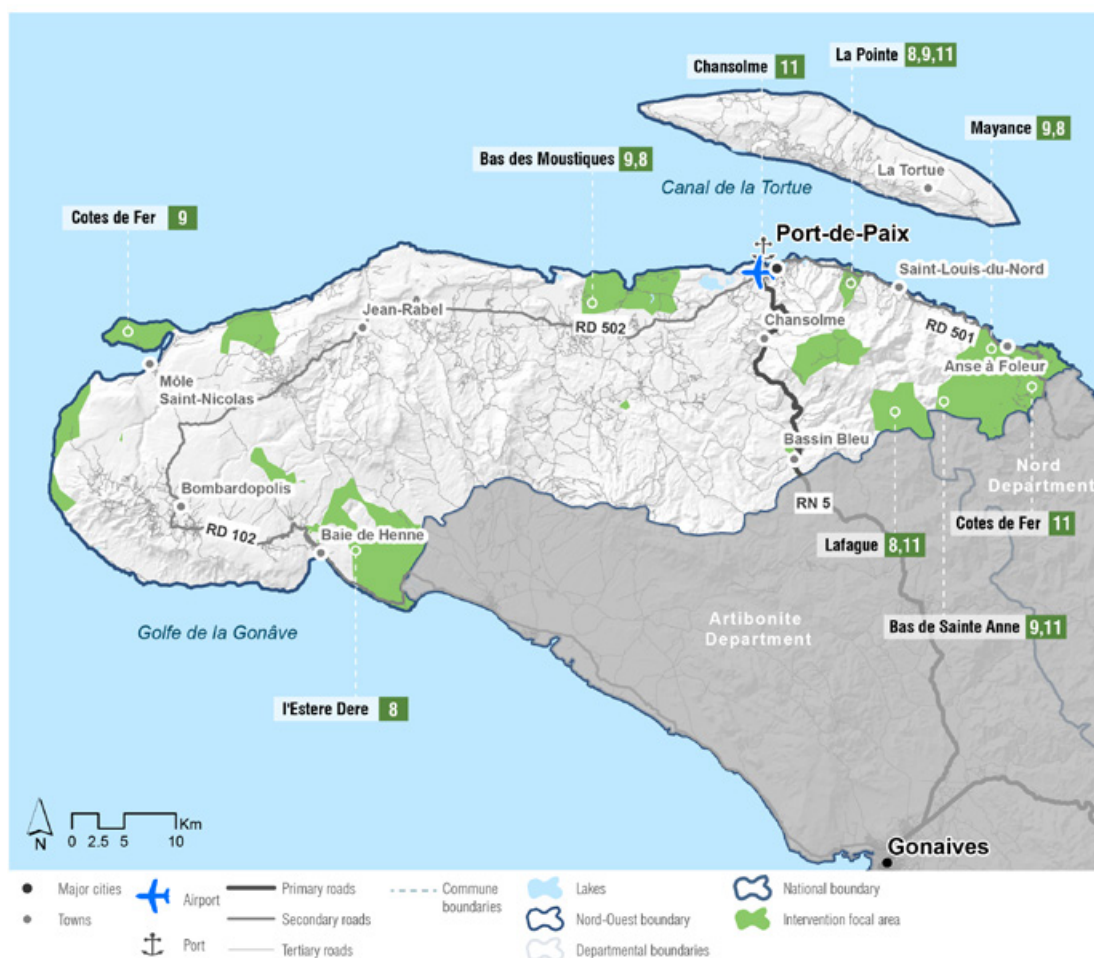 Chansolme 11
La Pointe 8,9,11
Mayance 9,8
Bas des Moustiques 9,8
La Tortue
Canal de la Tortue
Cotes de Fer 9
Port-de-Paix
Saint-Louis-du-Nord
Jean-Rabel
RD 502
Chansolme
RD 501
Anse à Foleur
Môle
Saint-Nicolas
Bassin Bleu
Nord
Department
Bombardopolis
RN 5
RD 102
Baie de Henne
Cotes de Fer 11
Lafague 8,11
Artibonite
Department
Bas de Sainte Anne 9,11
Golfe de la Gonâve
l'Estere Dere 8
N
0 2.5 5 10 Km
Gonaives
Major cities
Airport
Primary roads
Commune
boundaries
Lakes
National boundary
Towns
Secondary roads
Nord-Ouest boundary
Intervention focal area
Port
Tertiary roads
Departmental boundaries